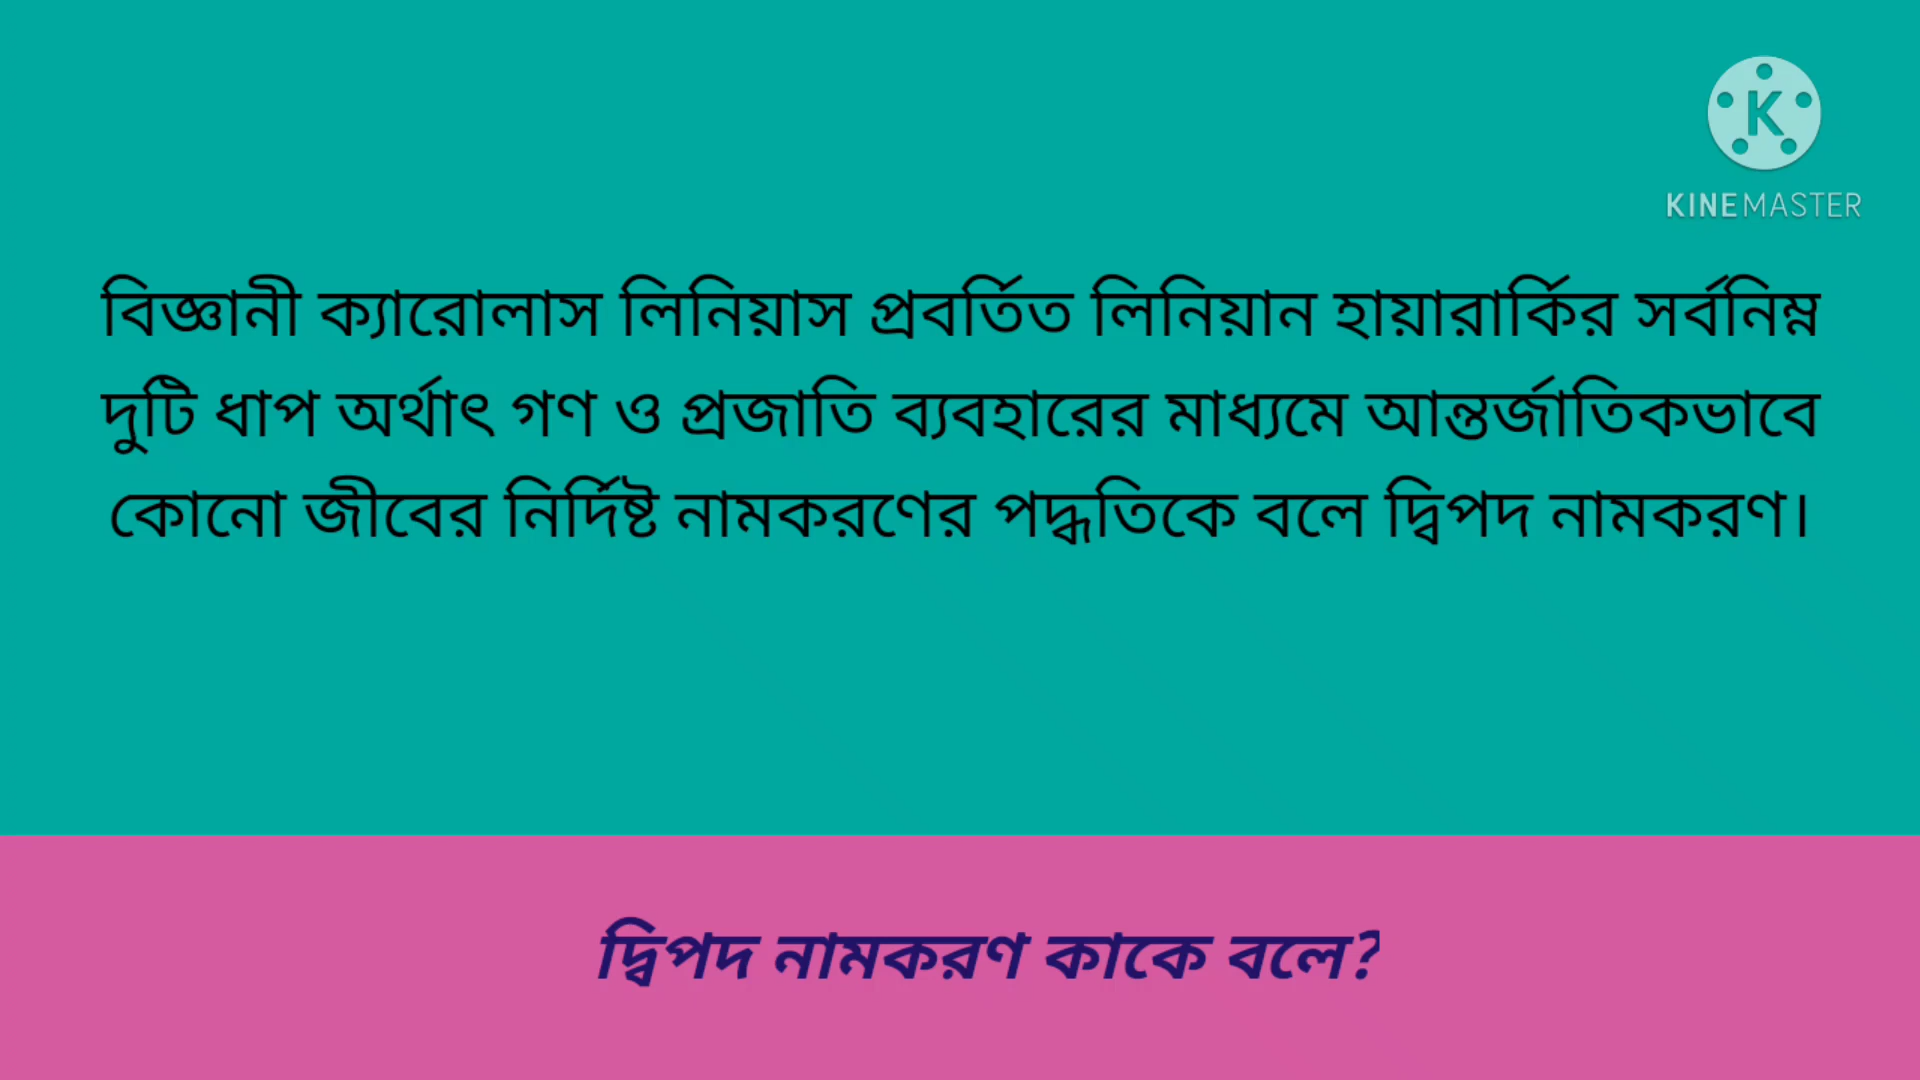 KINEMASTER
বিজ্ঞানী ক্যারোলাস লিনিয়াস প্রবর্তিত লিনিয়ান হায়ারার্কির সর্বনিম্ন
দুটি ধাপ অর্থাৎ গণ ও প্রজাতি ব্যবহারের মাধ্যমে আন্তর্জাতিকভাবে
কোনো জীবের নির্দিষ্ট নামকরণের পদ্ধতিকে বলে দ্বিপদ নামকরণ।
দ্বিপদ নামকরণ কাকে বলে?